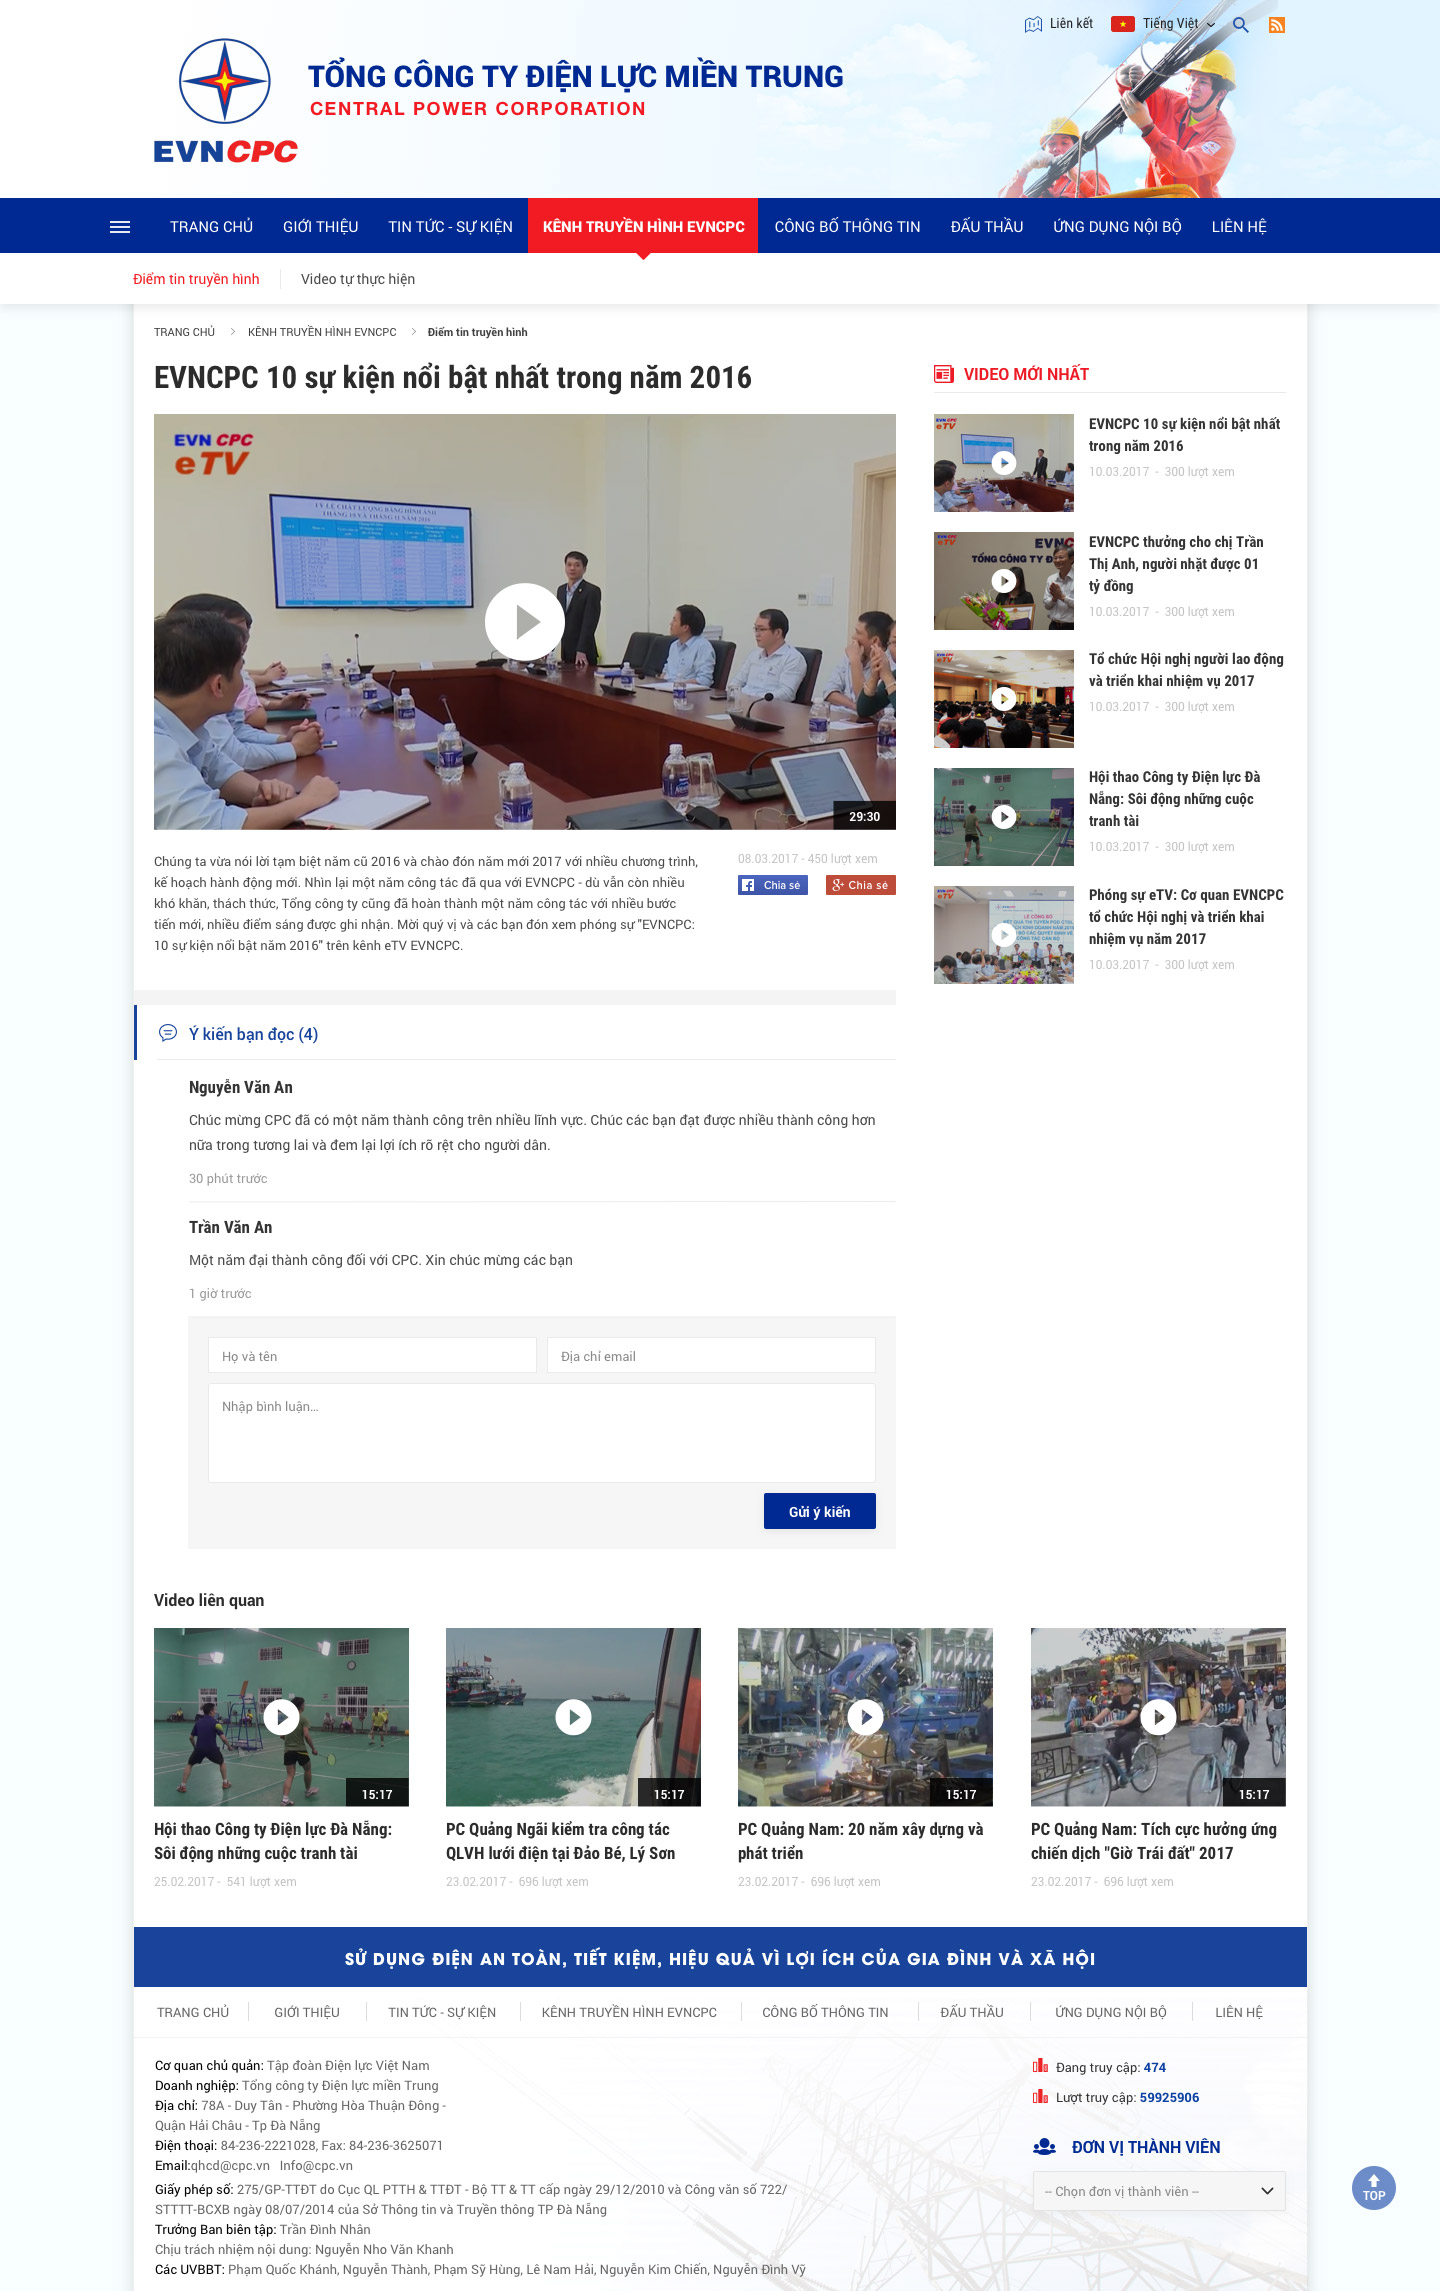 Liên kết
Tiếng Việt
TỔNG CÔNG TY ĐIỆN LỰC MIỀN TRUNG
CENTRAL POWER CORPORATION
EVNCPC
TRANG CHỦ
GIỚI THIỆU
TIN TỨC - SỰ KIỆN
KÊNH TRUYỀN HÌNH EVNCPC
CÔNG BỐ THÔNG TIN
ĐẤU THẦU
ỨNG DỤNG NỘI BỘ
LIÊN HỆ
Điểm tin truyền hình
Video tự thực hiện
TRANG CHỦ
KÊNH TRUYỀN HÌNH EVNCPC
Điểm tin truyền hình
EVNCPC 10 sự kiện nổi bật nhất trong năm 2016
EVN CPC
eTV
TỶ LỆ CHẤT LƯỢNG BĂNG HÌNH ẢNH
THÁNG 10 VÀ THÁNG 11 NĂM 2016
29:30
Chúng ta vừa nói lời tạm biệt năm cũ 2016 và chào đón năm mới 2017 với nhiều chương trình,
kế hoạch hành động mới. Nhìn lại một năm công tác đã qua với EVNCPC - dù vẫn còn nhiều
khó khăn, thách thức, Tổng công ty cũng đã hoàn thành một năm công tác với nhiều bước
tiến mới, nhiều điểm sáng được ghi nhận. Mời quý vị và các bạn đón xem phóng sự "EVNCPC:
10 sự kiện nổi bật năm 2016" trên kênh eTV EVNCPC.
08.03.2017 - 450 lượt xem
Chia sẻ
Chia sẻ
VIDEO MỚI NHẤT
EVNCPC 10 sự kiện nổi bật nhất
trong năm 2016
10.03.2017 - 300 lượt xem
EVNC
TỔNG CÔNG TY Đ
EVNCPC thưởng cho chị Trần
Thị Anh, người nhặt được 01
tỷ đồng
10.03.2017 - 300 lượt xem
Tổ chức Hội nghị người lao động
và triển khai nhiệm vụ 2017
10.03.2017 - 300 lượt xem
Hội thao Công ty Điện lực Đà
Nẵng: Sôi động những cuộc
tranh tài
10.03.2017 - 300 lượt xem
LỄ CÔNG BỐ
Phóng sự eTV: Cơ quan EVNCPC
tổ chức Hội nghị và triển khai
nhiệm vụ năm 2017
10.03.2017 - 300 lượt xem
Ý kiến bạn đọc (4)
Nguyễn Văn An
Chúc mừng CPC đã có một năm thành công trên nhiều lĩnh vực. Chúc các bạn đạt được nhiều thành công hơn
nữa trong tương lai và đem lại lợi ích rõ rệt cho người dân.
30 phút trước
Trần Văn An
Một năm đại thành công đối với CPC. Xin chúc mừng các bạn
1 giờ trước
Họ và tên
Địa chỉ email
Nhập bình luận...
Gửi ý kiến
Video liên quan
15:17
15:17
15:17
15:17
Hội thao Công ty Điện lực Đà Nẵng:
Sôi động những cuộc tranh tài
25.02.2017 - 541 lượt xem
PC Quảng Ngãi kiểm tra công tác
QLVH lưới điện tại Đảo Bé, Lý Sơn
23.02.2017 - 696 lượt xem
PC Quảng Nam: 20 năm xây dựng và
phát triển
23.02.2017 - 696 lượt xem
PC Quảng Nam: Tích cực hưởng ứng
chiến dịch "Giờ Trái đất" 2017
23.02.2017 - 696 lượt xem
SỬ DỤNG ĐIỆN AN TOÀN, TIẾT KIỆM, HIỆU QUẢ VÌ LỢI ÍCH CỦA GIA ĐÌNH VÀ XÃ HỘI
TRANG CHỦ
GIỚI THIỆU
TIN TỨC - SỰ KIỆN
KÊNH TRUYỀN HÌNH EVNCPC
CÔNG BỐ THÔNG TIN
ĐẤU THẦU
ỨNG DỤNG NỘI BỘ
LIÊN HỆ
Cơ quan chủ quản: Tập đoàn Điện lực Việt Nam
Doanh nghiệp: Tổng công ty Điện lực miền Trung
Địa chỉ: 78A - Duy Tân - Phường Hòa Thuận Đông -
Quận Hải Châu - Tp Đà Nẵng
Điện thoại: 84-236-2221028, Fax: 84-236-3625071
Email:qhcd@cpc.vn Info@cpc.vn
Giấy phép số: 275/GP-TTĐT do Cục QL PTTH & TTĐT - Bộ TT & TT cấp ngày 29/12/2010 và Công văn số 722/
STTTT-BCXB ngày 08/07/2014 của Sở Thông tin và Truyền thông TP Đà Nẵng
Trưởng Ban biên tập: Trần Đình Nhân
Chịu trách nhiệm nội dung: Nguyễn Nho Văn Khanh
Các UVBBT: Phạm Quốc Khánh, Nguyễn Thành, Phạm Sỹ Hùng, Lê Nam Hải, Nguyễn Kim Chiến, Nguyễn Đình Vỹ
Đang truy cập: 474
Lượt truy cập: 59925906
ĐƠN VỊ THÀNH VIÊN
-- Chọn đơn vị thành viên --
TOP